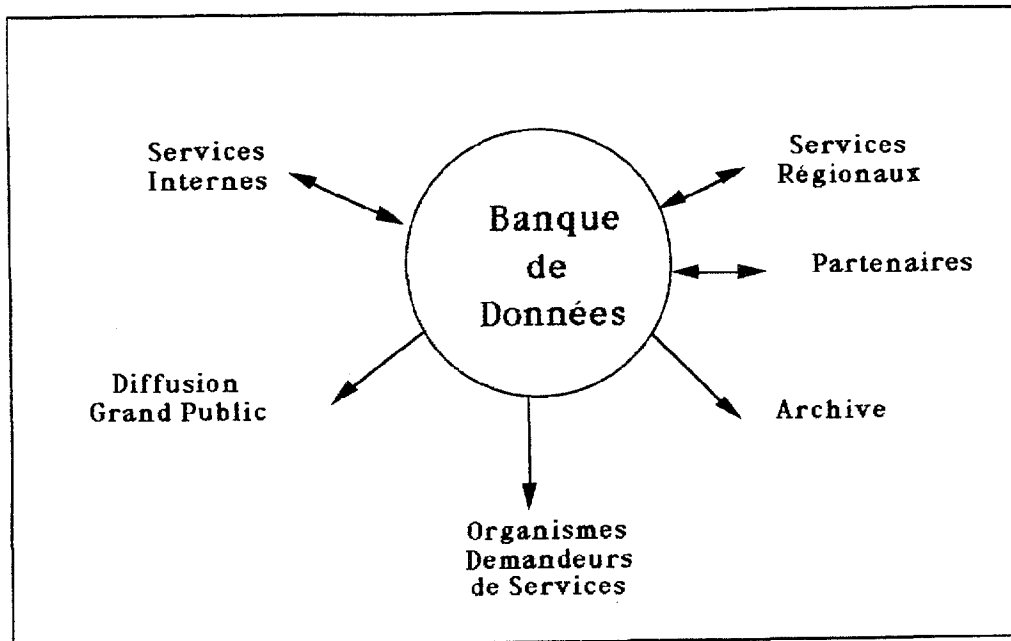 Services
Internes
Banque
de
Données
Services
Régionaux
Partenaires
Diffusion
Grand Public
Archive
Organismes
Demandeurs
de Services